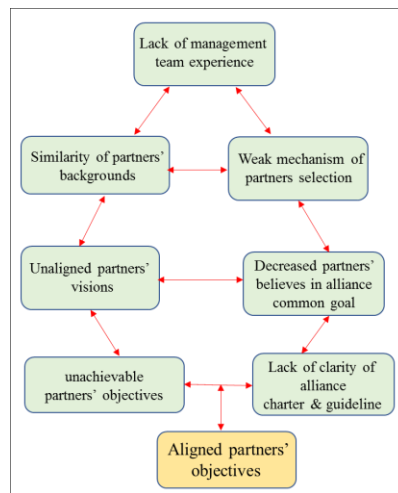 Lack of management
team experience
Similarity of partners'
backgrounds
Weak mechanism of
partners selection
Unaligned partners'
visions
Decreased partners'
believes in alliance
common goal
unachievable
partners' objectives
Lack of clarity of
alliance
charter & guideline
Aligned partners'
objectives